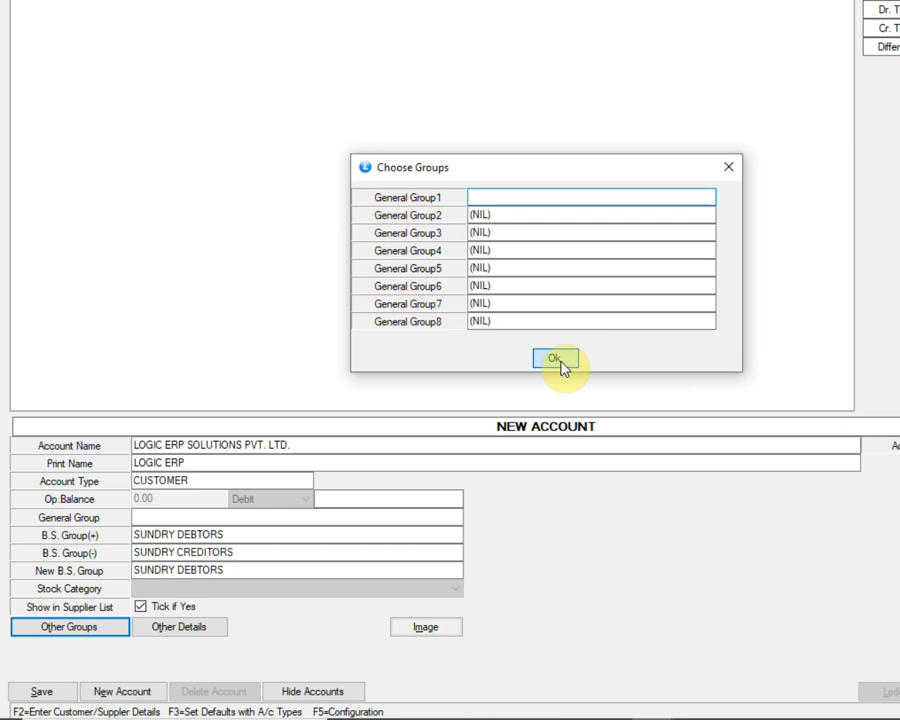 Dr. T
Cr. T
Differ
Choose Groups
General Group1
General Group2 (NIL)
General Group3 (NIL)
General Group4 (NIL)
General Group5 (NIL)
General Group6 (NIL)
General Group7 (NIL)
General Group8 (NIL)
Ok
NEW ACCOUNT
Account Name LOGIC ERP SOLUTIONS PVT. LTD. Ac
Print Name LOGIC ERP
Account Type CUSTOMER
Op.Balance 0.00 Debit
General Group
B.S. Group(+) SUNDRY DEBTORS
B.S. Group(-) SUNDRY CREDITORS
New B.S. Group SUNDRY DEBTORS
Stock Category
Show in Supplier List Tick if Yes
Other Groups Other Details Image
Save New Account Delete Account Hide Accounts Led
F2=Enter Customer/Suppler Details F3=Set Defaults with A/c Types F5=Configuration